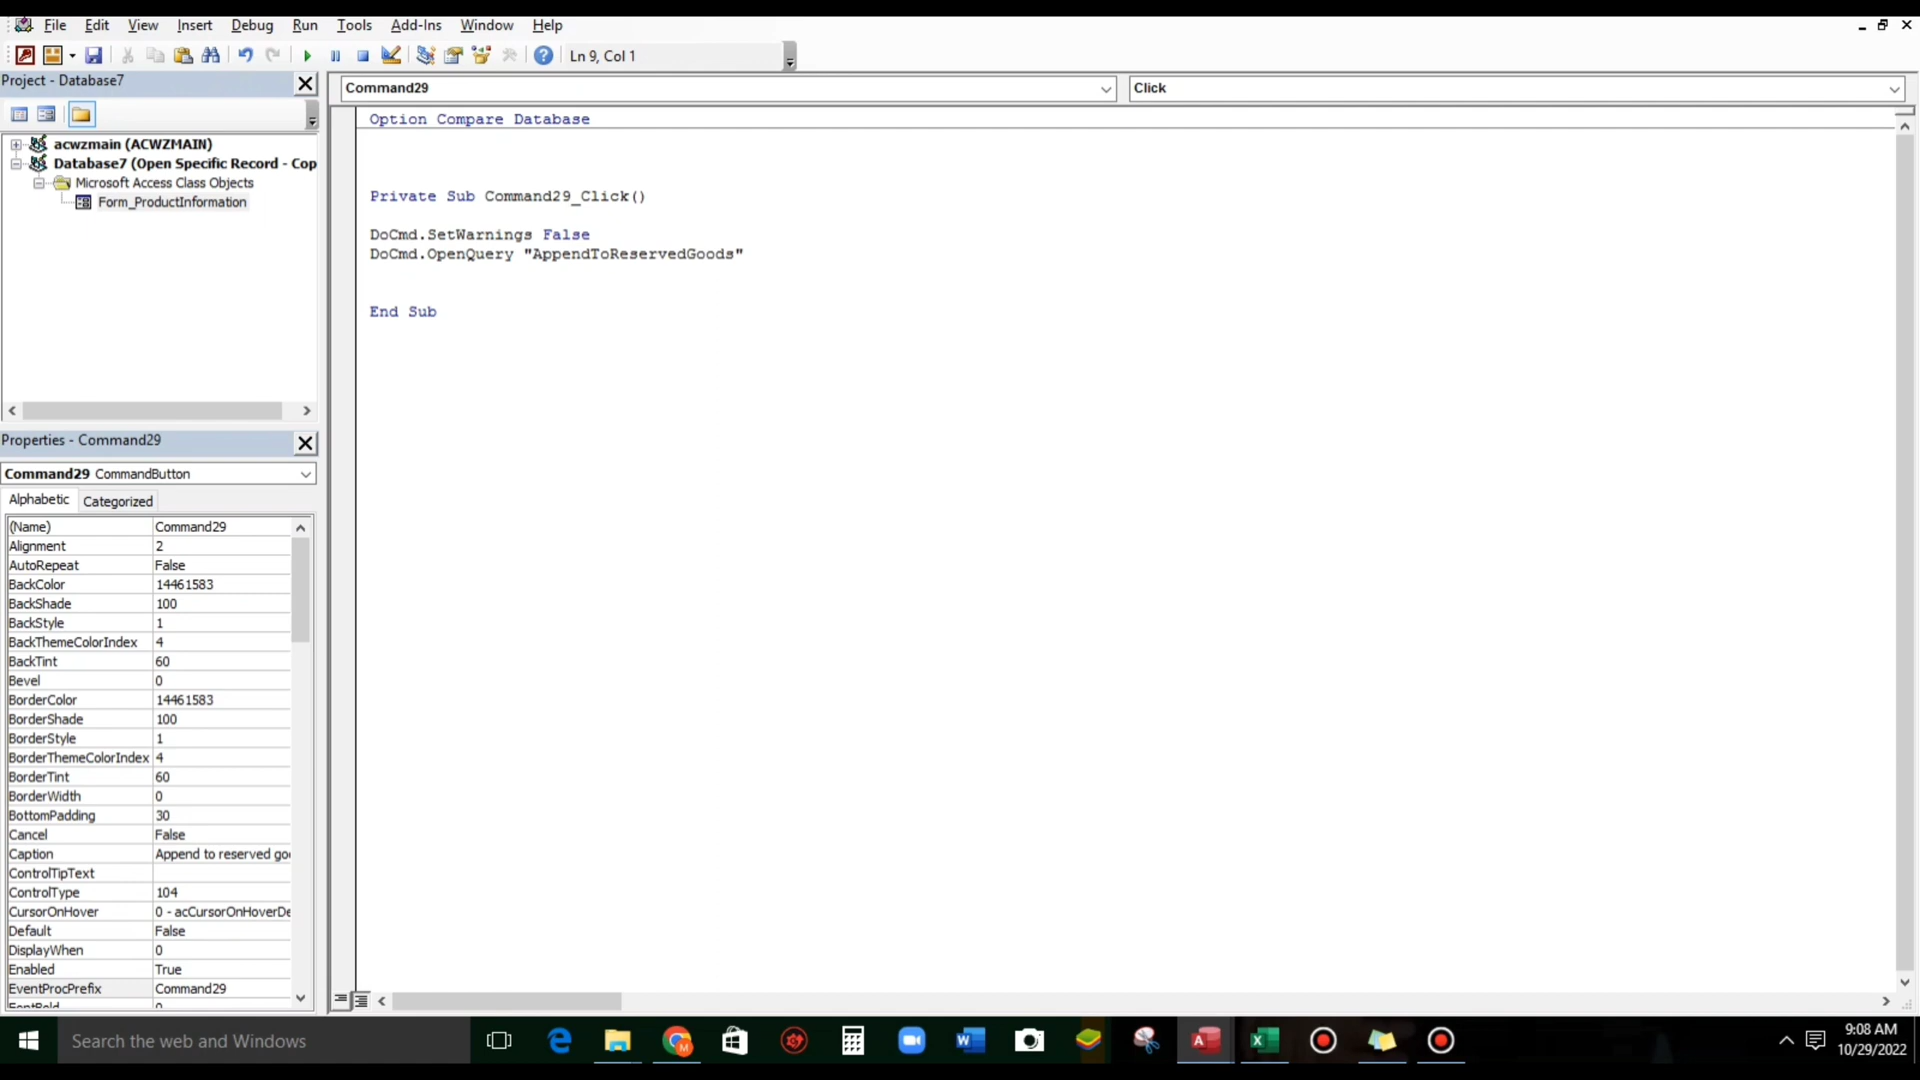 File Edit View Insert Debug Run Tools Add-Ins Window Help
Ln 9, Col 1
Project - Database7
acwzmain (ACWZMAIN)
Database7 (Open Specific Record - Cop
Microsoft Access Class Objects
Form_ProductInformation
Command29
Click
Option Compare Database
Private Sub Command29_Click()
DoCmd.SetWarnings False
DoCmd.OpenQuery "AppendToReservedGoods"
End Sub
Properties - Command29
Command29 CommandButton
Alphabetic Categorized
(Name) Command29
Alignment 2
AutoRepeat False
BackColor 14461583
BackShade 100
BackStyle 1
BackThemeColorIndex 4
BackTint 60
Bevel 0
BorderColor 14461583
BorderShade 100
BorderStyle 1
BorderThemeColorIndex 4
BorderTint 60
BorderWidth 0
BottomPadding 30
Cancel False
Caption Append to reserved go
ControlTipText
ControlType 104
CursorOnHover 0 - acCursorOnHoverDe
Default False
DisplayWhen 0
Enabled True
EventProcPrefix Command29
Search the web and Windows
9:08 AM
10/29/2022